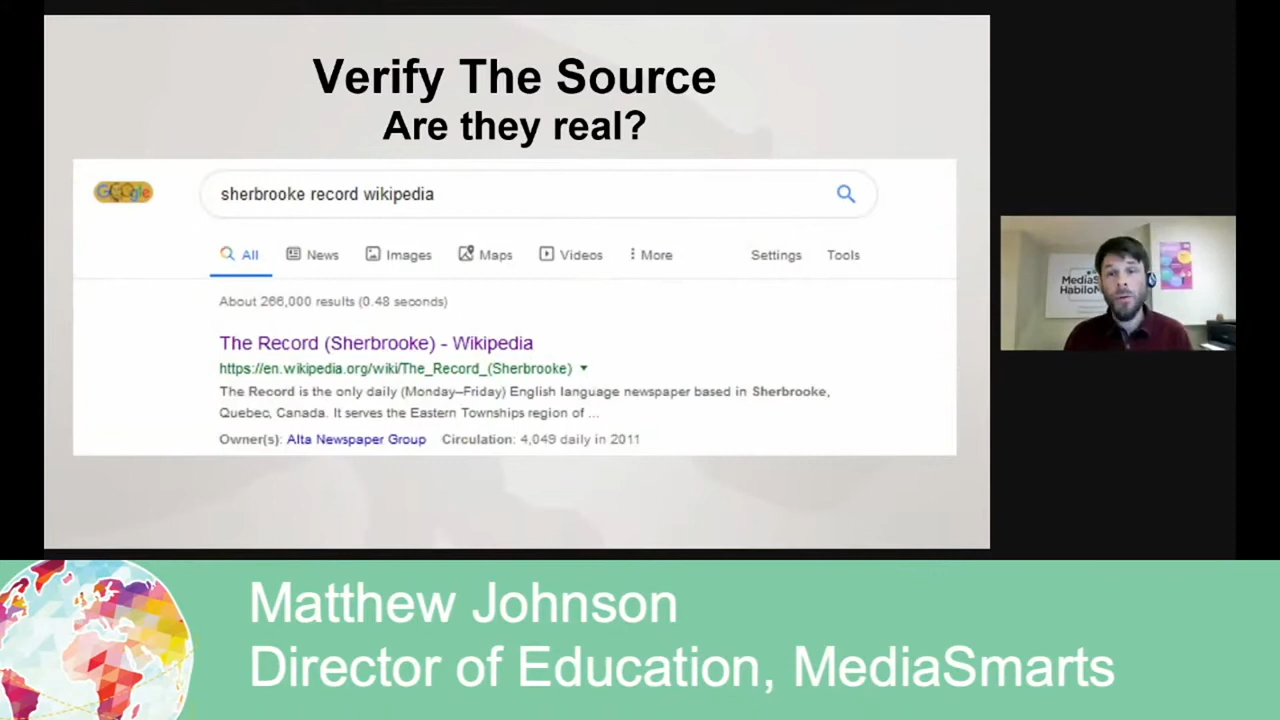 Verify The Source
Are they real?
Google
sherbrooke record wikipedia
All News Images Maps Videos More Settings Tools
About 266,000 results (0.48 seconds)
The Record (Sherbrooke) - Wikipedia
https://en.wikipedia.org/wiki/The_Record_(Sherbrooke)
The Record is the only daily (Monday–Friday) English language newspaper based in Sherbrooke,
Quebec, Canada. It serves the Eastern Townships region of ...
Owner(s): Alta Newspaper Group Circulation: 4,049 daily in 2011
Matthew Johnson
Director of Education, MediaSmarts